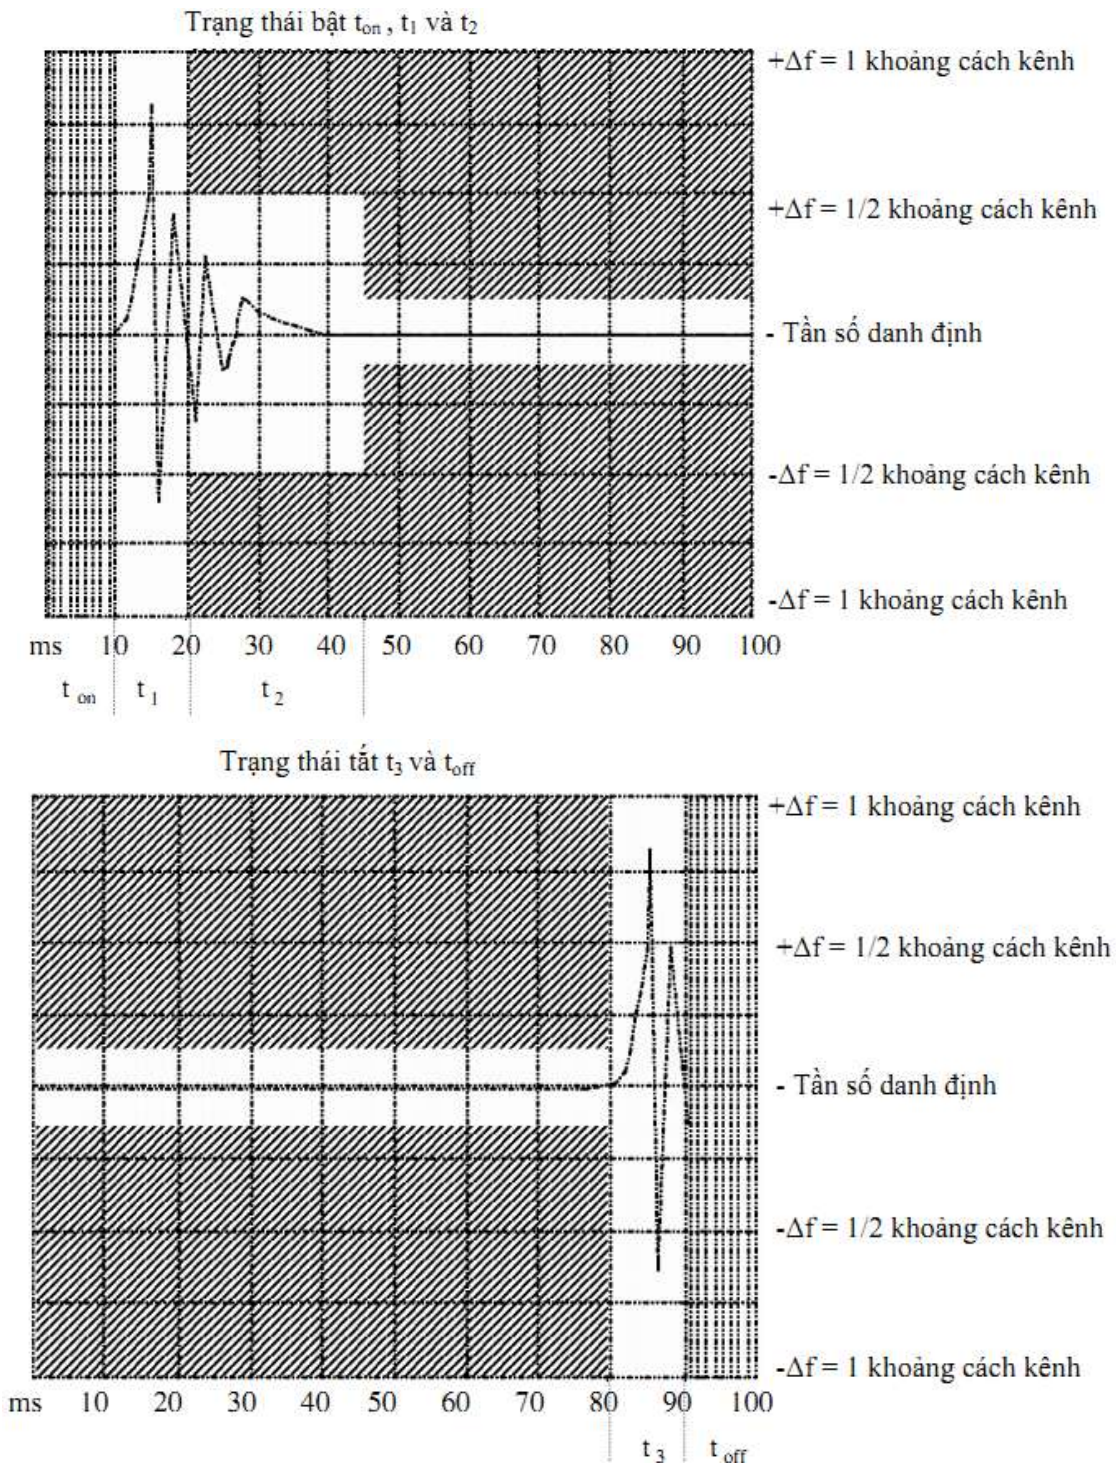 Trạng thái bật t_on , t_1 và t_2
+Δf = 1 khoảng cách kênh
+Δf = 1/2 khoảng cách kênh
- Tần số danh định
-Δf = 1/2 khoảng cách kênh
-Δf = 1 khoảng cách kênh
ms 10 20 30 40 50 60 70 80 90 100
t_on t_1 t_2
Trạng thái tắt t_3 và t_off
+Δf = 1 khoảng cách kênh
+Δf = 1/2 khoảng cách kênh
- Tần số danh định
-Δf = 1/2 khoảng cách kênh
-Δf = 1 khoảng cách kênh
ms 10 20 30 40 50 60 70 80 90 100
t_3 t_off